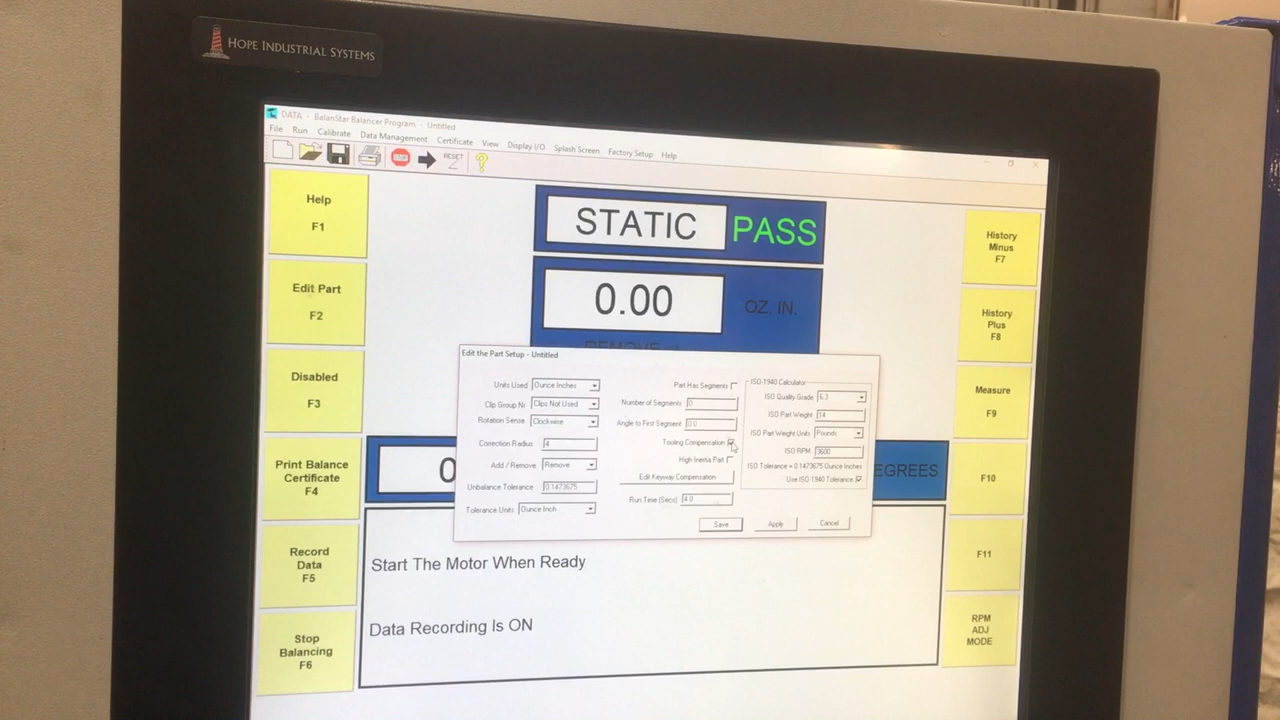 HOPE INDUSTRIAL SYSTEMS
DATA - BalanStar Balancer Program - Untitled
File Run Calibrate Data Management Certificate View Display I/O Splash Screen Factory Setup Help
STOP
RESET
Help
F1
Edit Part
F2
Disabled
F3
Print Balance
Certificate
F4
Record
Data
F5
Stop
Balancing
F6
STATIC PASS
0.00 OZ. IN.
Edit the Part Setup - Untitled
Units Used Ounce Inches
Clip Group Nr. Clips Not Used
Rotation Sense Clockwise
Correction Radius 4
Add / Remove Remove
Unbalance Tolerance 0.1473675
Tolerance Units Ounce Inch
Part Has Segments
Number of Segments 0
Angle to First Segment 0.0
Tooling Compensation
High Inertia Part
Edit Keyway Compensation
Run Time (Secs) 4.0
ISO-1940 Calculator
ISO Quality Grade 6.3
ISO Part Weight 14
ISO Part Weight Units Pounds
ISO RPM 3600
ISO Tolerance = 0.1473675 Ounce Inches
Use ISO 1940 Tolerance
Save Apply Cancel
0 EGREES
Start The Motor When Ready
Data Recording Is ON
History
Minus
F7
History
Plus
F8
Measure
F9
F10
F11
RPM
ADJ
MODE